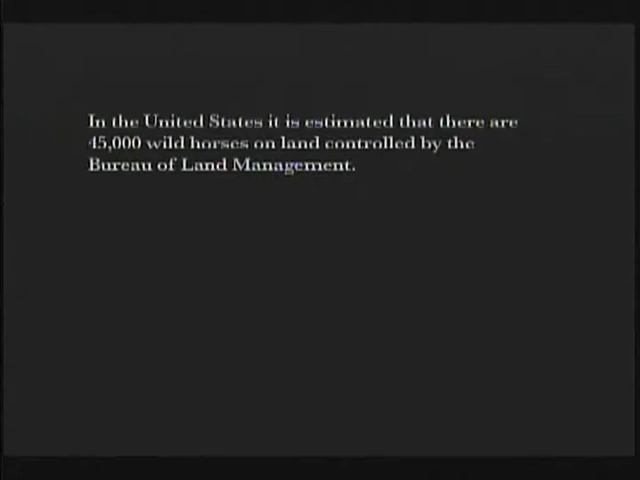 In the United States it is estimated that there are
45,000 wild horses on land controlled by the
Bureau of Land Management.